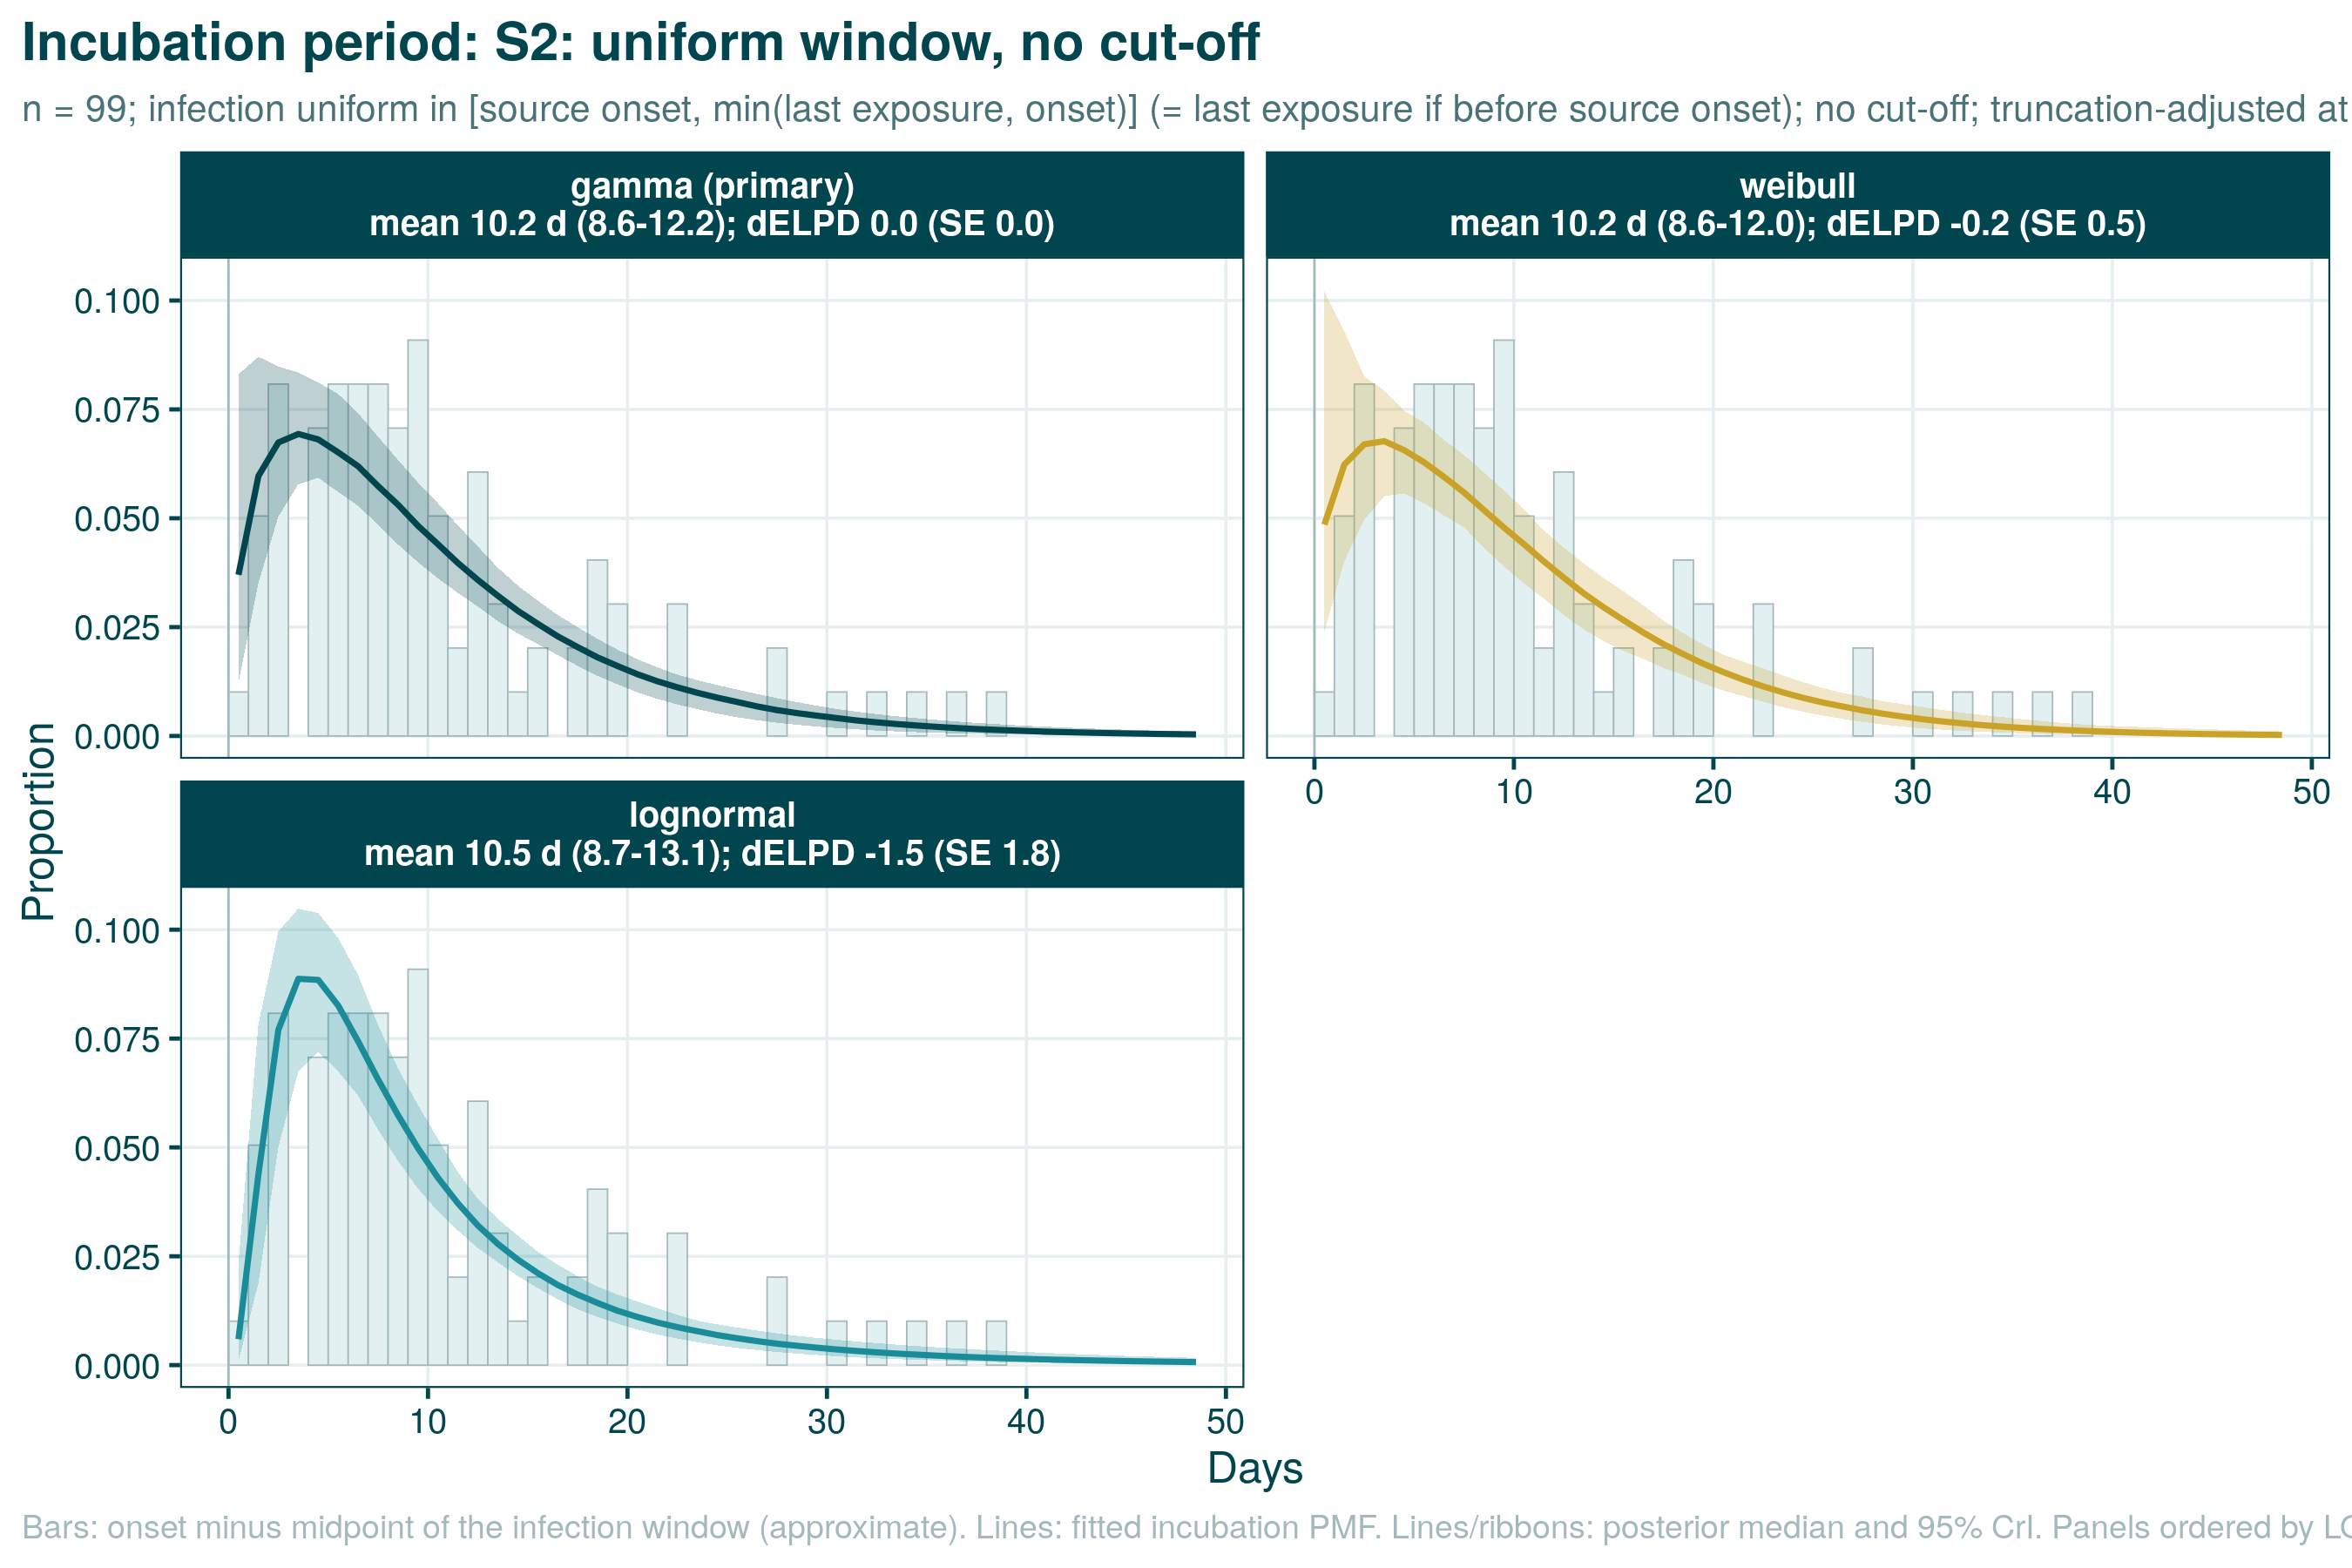 Incubation period: S2: uniform window, no cut-off
n = 99; infection uniform in [source onset, min(last exposure, onset)] (= last exposure if before source onset); no cut-off; truncation-adjusted at
gamma (primary)
mean 10.2 d (8.6-12.2); dELPD 0.0 (SE 0.0)
weibull
mean 10.2 d (8.6-12.0); dELPD -0.2 (SE 0.5)
0.100
0.075
0.050
0.025
0.000
0 10 20 30 40 50
lognormal
mean 10.5 d (8.7-13.1); dELPD -1.5 (SE 1.8)
Proportion
0.100
0.075
0.050
0.025
0.000
0 10 20 30 40 50
Days
Bars: onset minus midpoint of the infection window (approximate). Lines: fitted incubation PMF. Lines/ribbons: posterior median and 95% CrI. Panels ordered by